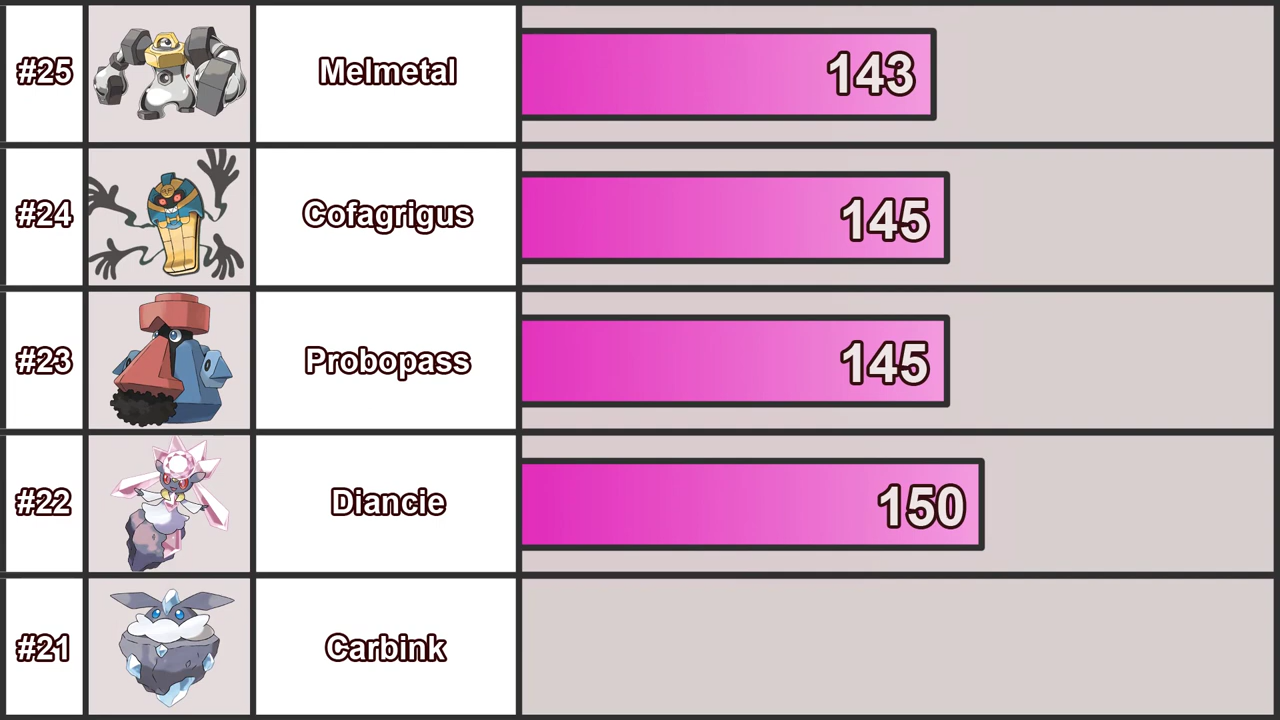 #25 Melmetal 143
#24 Cofagrigus 145
#23 Probopass 145
#22 Diancie 150
#21 Carbink